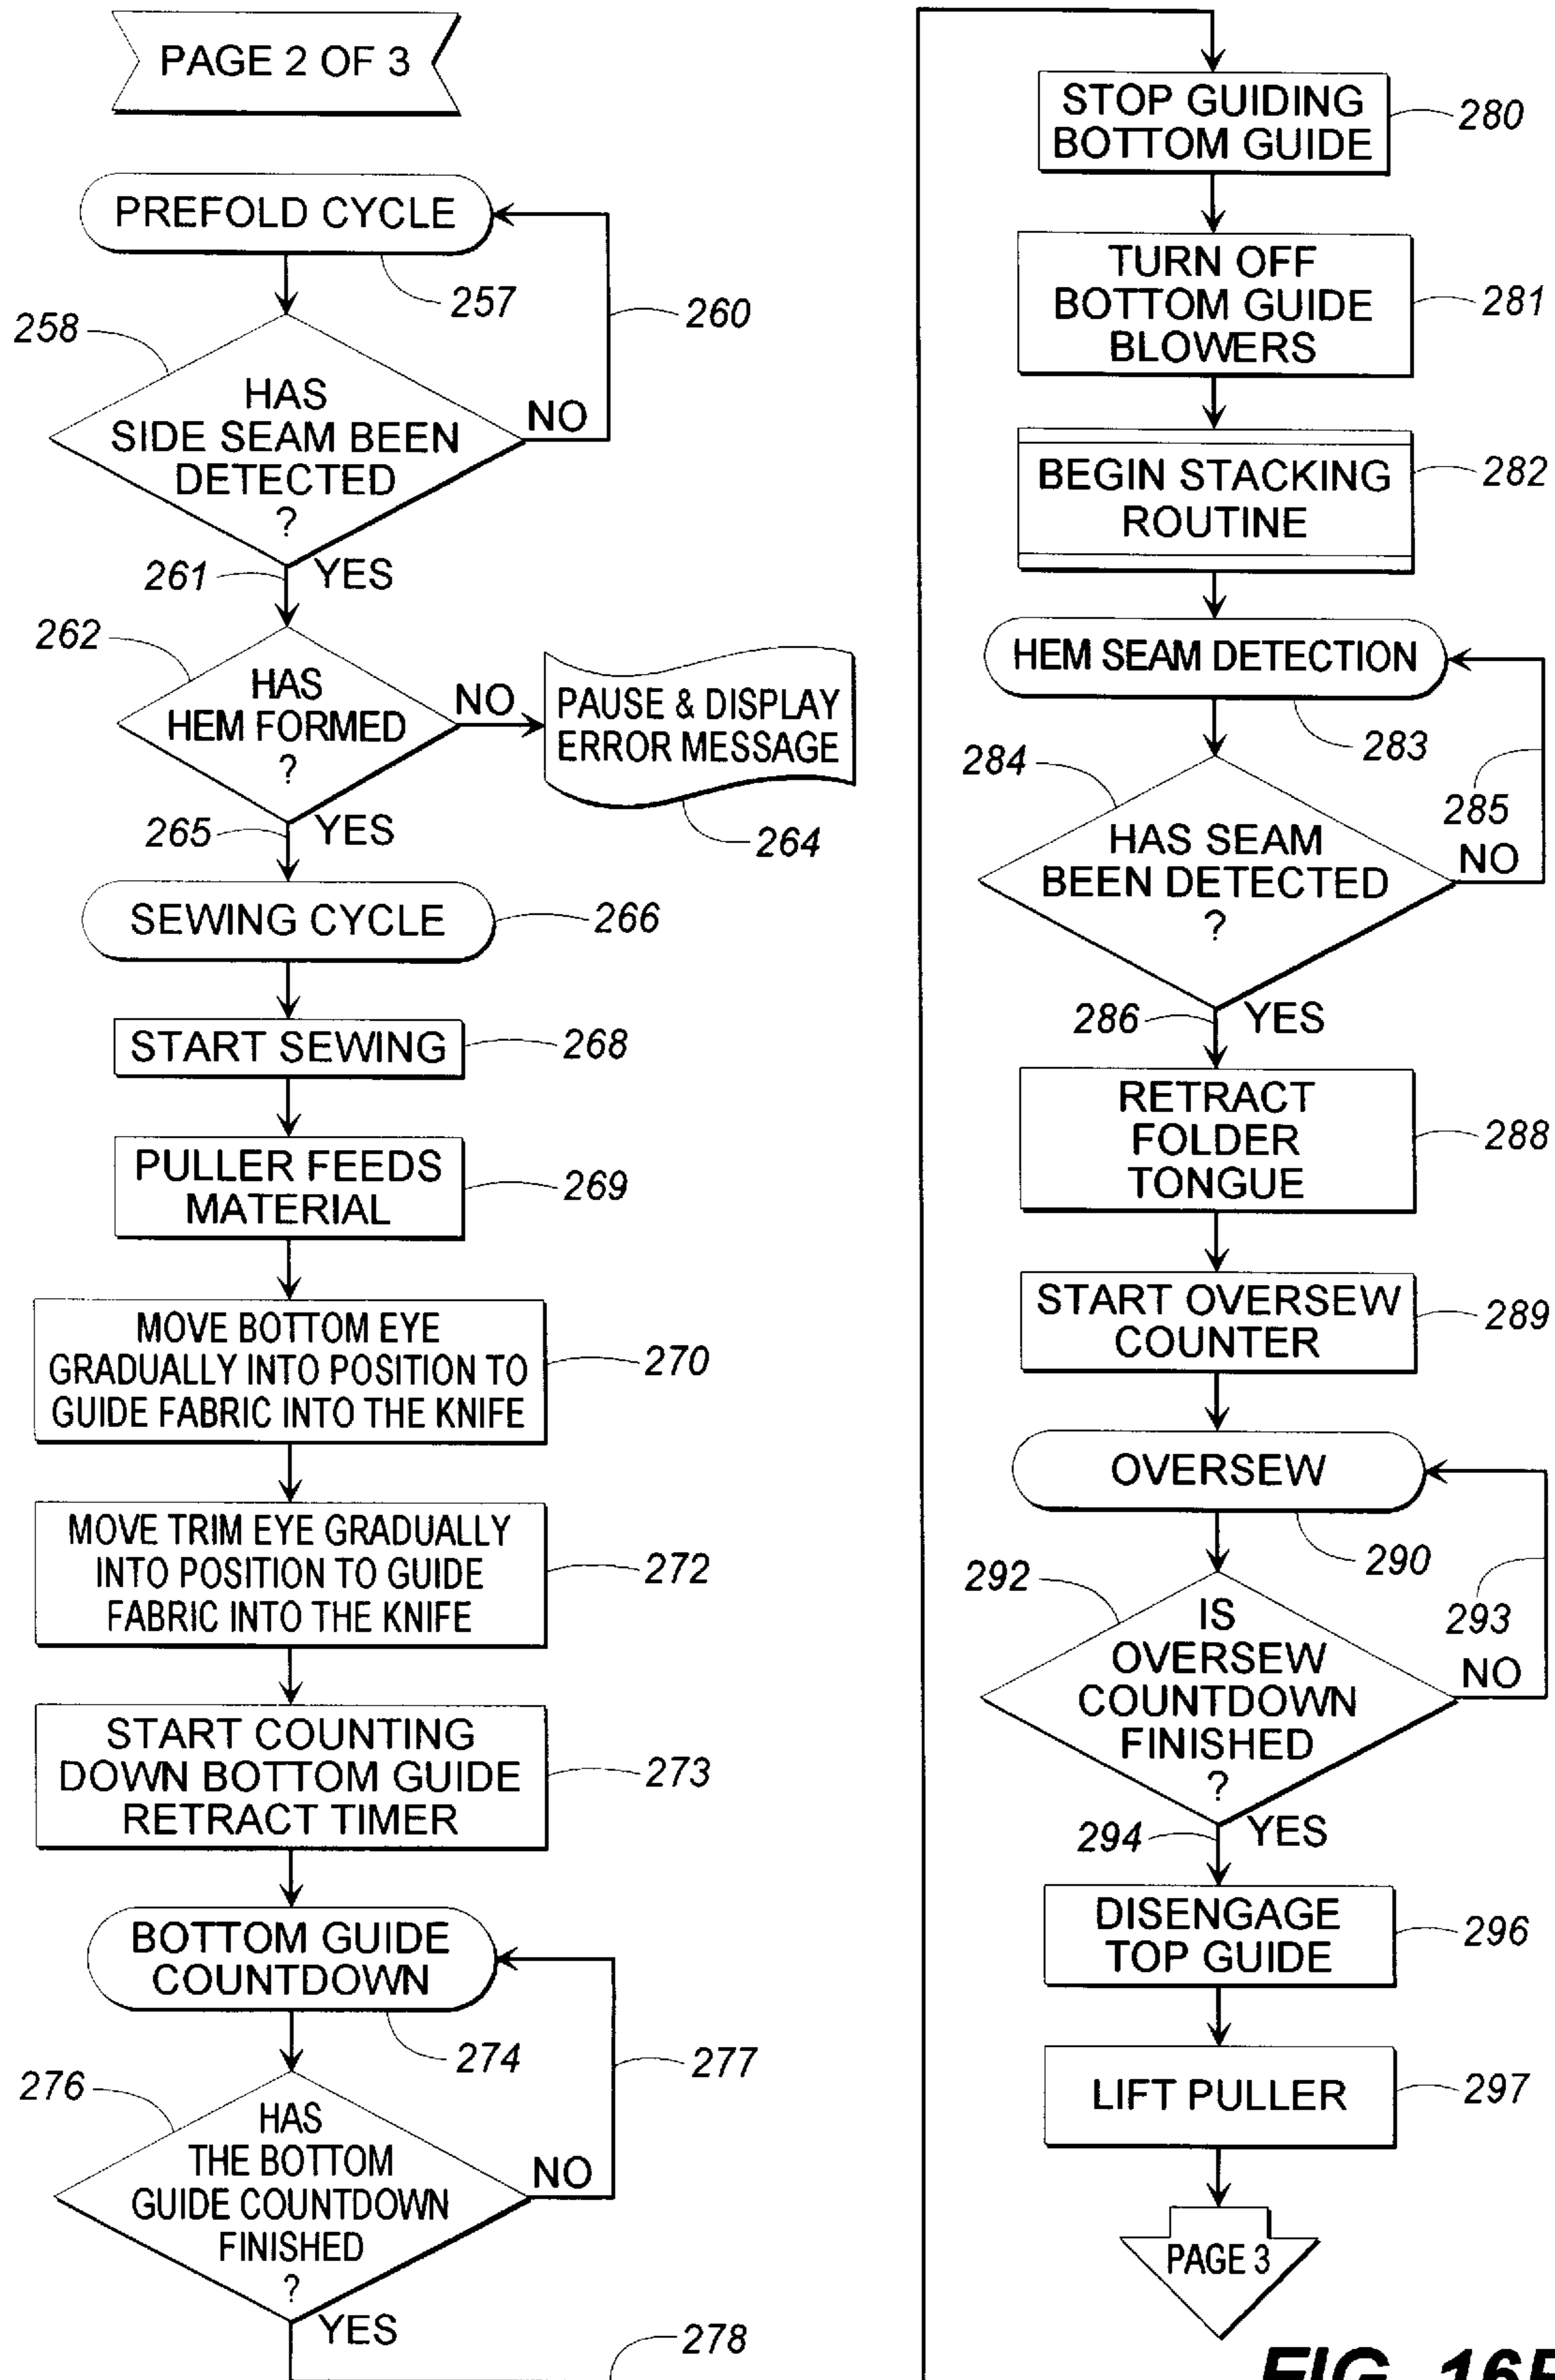 PAGE 2 OF 3
PREFOLD CYCLE
257
260
258
HAS
SIDE SEAM BEEN
DETECTED
?
NO
261
YES
262
HAS
HEM FORMED
?
NO
PAUSE & DISPLAY
ERROR MESSAGE
264
265
YES
SEWING CYCLE
266
START SEWING
268
PULLER FEEDS
MATERIAL
269
MOVE BOTTOM EYE
GRADUALLY INTO POSITION TO
GUIDE FABRIC INTO THE KNIFE
270
MOVE TRIM EYE GRADUALLY
INTO POSITION TO GUIDE
FABRIC INTO THE KNIFE
272
START COUNTING
DOWN BOTTOM GUIDE
RETRACT TIMER
273
BOTTOM GUIDE
COUNTDOWN
274
277
276
HAS
THE BOTTOM
GUIDE COUNTDOWN
FINISHED
?
NO
YES
278
STOP GUIDING
BOTTOM GUIDE
280
TURN OFF
BOTTOM GUIDE
BLOWERS
281
BEGIN STACKING
ROUTINE
282
HEM SEAM DETECTION
283
284
285
HAS SEAM
BEEN DETECTED
?
NO
286
YES
RETRACT
FOLDER
TONGUE
288
START OVERSEW
COUNTER
289
OVERSEW
290
292
293
IS
OVERSEW
COUNTDOWN
FINISHED
?
NO
294
YES
DISENGAGE
TOP GUIDE
296
LIFT PULLER
297
PAGE 3